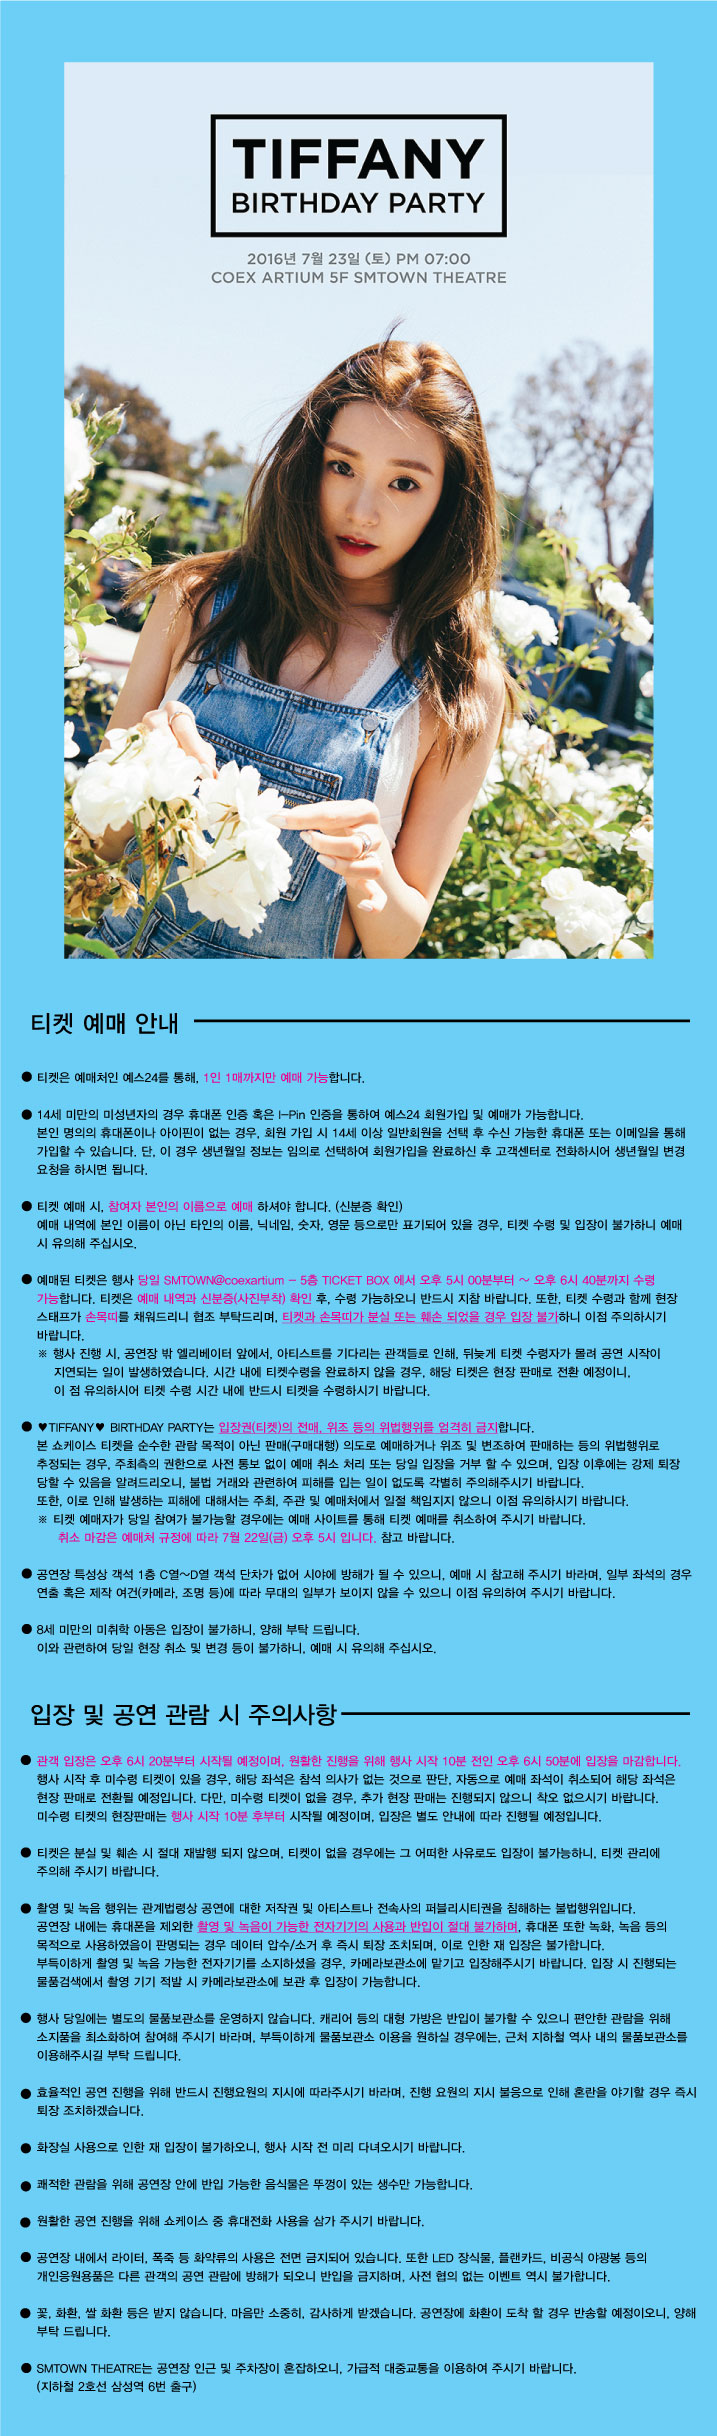 TIFFANY
BIRTHDAY PARTY
2016년 7월 23일 (토) PM 07:00
COEX ARTIUM 5F SMTOWN THEATRE
티켓 예매 안내
● 티켓은 예매처인 예스24를 통해, 1인 1매까지만 예매 가능합니다.
● 14세 미만의 미성년자의 경우 휴대폰 인증 혹은 I-Pin 인증을 통하여 예스24 회원가입 및 예매가 가능합니다.
본인 명의의 휴대폰이나 아이핀이 없는 경우, 회원 가입 시 14세 이상 일반회원을 선택 후 수신 가능한 휴대폰 또는 이메일을 통해
가입할 수 있습니다. 단, 이 경우 생년월일 정보는 임의로 선택하여 회원가입을 완료하신 후 고객센터로 전화하시어 생년월일 변경
요청을 하시면 됩니다.
● 티켓 예매 시, 참여자 본인의 이름으로 예매 하셔야 합니다. (신분증 확인)
예매 내역에 본인 이름이 아닌 타인의 이름, 닉네임, 숫자, 영문 등으로만 표기되어 있을 경우, 티켓 수령 및 입장이 불가하니 예매
시 유의해 주십시오.
● 예매된 티켓은 행사 당일 SMTOWN@coexartium - 5층 TICKET BOX 에서 오후 5시 00분부터 ~ 오후 6시 40분까지 수령
가능합니다. 티켓은 예매 내역과 신분증(사진부착) 확인 후, 수령 가능하오니 반드시 지참 바랍니다. 또한, 티켓 수령과 함께 현장
스태프가 손목띠를 채워드리니 협조 부탁드리며, 티켓과 손목띠가 분실 또는 훼손 되었을 경우 입장 불가하니 이점 주의하시기
바랍니다.
※ 행사 진행 시, 공연장 밖 엘리베이터 앞에서, 아티스트를 기다리는 관객들로 인해, 뒤늦게 티켓 수령자가 몰려 공연 시작이
지연되는 일이 발생하였습니다. 시간 내에 티켓수령을 완료하지 않을 경우, 해당 티켓은 현장 판매로 전환 예정이니,
이 점 유의하시어 티켓 수령 시간 내에 반드시 티켓을 수령하시기 바랍니다.
● ♥TIFFANY♥ BIRTHDAY PARTY는 입장권(티켓)의 전매, 위조 등의 위법행위를 엄격히 금지합니다.
본 쇼케이스 티켓을 순수한 관람 목적이 아닌 판매(구매대행) 의도로 예매하거나 위조 및 변조하여 판매하는 등의 위법행위로
추정되는 경우, 주최측의 권한으로 사전 통보 없이 예매 취소 처리 또는 당일 입장을 거부 할 수 있으며, 입장 이후에는 강제 퇴장
당할 수 있음을 알려드리오니, 불법 거래와 관련하여 피해를 입는 일이 없도록 각별히 주의해주시기 바랍니다.
또한, 이로 인해 발생하는 피해에 대해서는 주최, 주관 및 예매처에서 일절 책임지지 않으니 이점 유의하시기 바랍니다.
※ 티켓 예매자가 당일 참여가 불가능할 경우에는 예매 사이트를 통해 티켓 예매를 취소하여 주시기 바랍니다.
취소 마감은 예매처 규정에 따라 7월 22일(금) 오후 5시 입니다. 참고 바랍니다.
● 공연장 특성상 객석 1층 C열~D열 객석 단차가 없어 시야에 방해가 될 수 있으니, 예매 시 참고해 주시기 바라며, 일부 좌석의 경우
연출 혹은 제작 여건(카메라, 조명 등)에 따라 무대의 일부가 보이지 않을 수 있으니 이점 유의하여 주시기 바랍니다.
● 8세 미만의 미취학 아동은 입장이 불가하니, 양해 부탁 드립니다.
이와 관련하여 당일 현장 취소 및 변경 등이 불가하니, 예매 시 유의해 주십시오.
입장 및 공연 관람 시 주의사항
● 관객 입장은 오후 6시 20분부터 시작될 예정이며, 원활한 진행을 위해 행사 시작 10분 전인 오후 6시 50분에 입장을 마감합니다.
행사 시작 후 미수령 티켓이 있을 경우, 해당 좌석은 참석 의사가 없는 것으로 판단, 자동으로 예매 좌석이 취소되어 해당 좌석은
현장 판매로 전환될 예정입니다. 다만, 미수령 티켓이 없을 경우, 추가 현장 판매는 진행되지 않으니 착오 없으시기 바랍니다.
미수령 티켓의 현장판매는 행사 시작 10분 후부터 시작될 예정이며, 입장은 별도 안내에 따라 진행될 예정입니다.
● 티켓은 분실 및 훼손 시 절대 재발행 되지 않으며, 티켓이 없을 경우에는 그 어떠한 사유로도 입장이 불가능하니, 티켓 관리에
주의해 주시기 바랍니다.
● 촬영 및 녹음 행위는 관계법령상 공연에 대한 저작권 및 아티스트나 전속사의 퍼블리시티권을 침해하는 불법행위입니다.
공연장 내에는 휴대폰을 제외한 촬영 및 녹음이 가능한 전자기기의 사용과 반입이 절대 불가하며, 휴대폰 또한 녹화, 녹음 등의
목적으로 사용하였음이 판명되는 경우 데이터 압수/소거 후 즉시 퇴장 조치되며, 이로 인한 재 입장은 불가합니다.
부득이하게 촬영 및 녹음 가능한 전자기기를 소지하셨을 경우, 카메라보관소에 맡기고 입장해주시기 바랍니다. 입장 시 진행되는
물품검색에서 촬영 기기 적발 시 카메라보관소에 보관 후 입장이 가능합니다.
● 행사 당일에는 별도의 물품보관소를 운영하지 않습니다. 캐리어 등의 대형 가방은 반입이 불가할 수 있으니 편안한 관람을 위해
소지품을 최소화하여 참여해 주시기 바라며, 부득이하게 물품보관소 이용을 원하실 경우에는, 근처 지하철 역사 내의 물품보관소를
이용해주시길 부탁 드립니다.
● 효율적인 공연 진행을 위해 반드시 진행요원의 지시에 따라주시기 바라며, 진행 요원의 지시 불응으로 인해 혼란을 야기할 경우 즉시
퇴장 조치하겠습니다.
● 화장실 사용으로 인한 재 입장이 불가하오니, 행사 시작 전 미리 다녀오시기 바랍니다.
● 쾌적한 관람을 위해 공연장 안에 반입 가능한 음식물은 뚜껑이 있는 생수만 가능합니다.
● 원활한 공연 진행을 위해 쇼케이스 중 휴대전화 사용을 삼가 주시기 바랍니다.
● 공연장 내에서 라이터, 폭죽 등 화약류의 사용은 전면 금지되어 있습니다. 또한 LED 장식물, 플랜카드, 비공식 야광봉 등의
개인응원용품은 다른 관객의 공연 관람에 방해가 되오니 반입을 금지하며, 사전 협의 없는 이벤트 역시 불가합니다.
● 꽃, 화환, 쌀 화환 등은 받지 않습니다. 마음만 소중히, 감사하게 받겠습니다. 공연장에 화환이 도착 할 경우 반송할 예정이오니, 양해
부탁 드립니다.
● SMTOWN THEATRE는 공연장 인근 및 주차장이 혼잡하오니, 가급적 대중교통을 이용하여 주시기 바랍니다.
(지하철 2호선 삼성역 6번 출구)